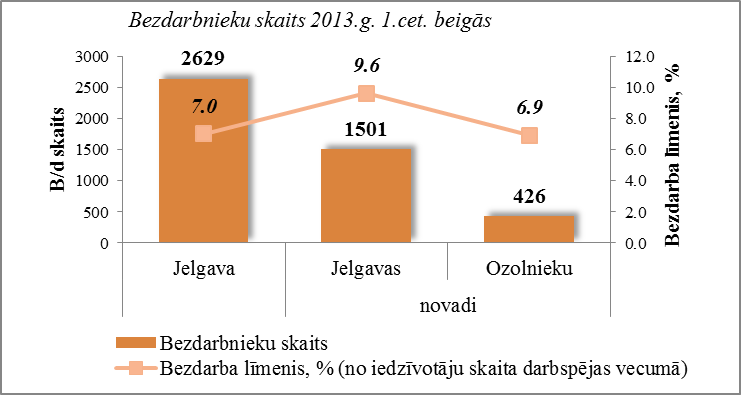 Bezdarbnieku skaits 2013.g. 1.cet. beigās
B/d skaits
3000
2500
2000
1500
1000
500
0
2629
1501
426
7.0
9.6
6.9
12.0
10.0
8.0
6.0
4.0
2.0
0.0
Bezdarba līmenis, %
Jelgava
Jelgavas
Ozolnieku
novadi
Bezdarbnieku skaits
Bezdarba līmenis, % (no iedzīvotāju skaita darbspējas vecumā)